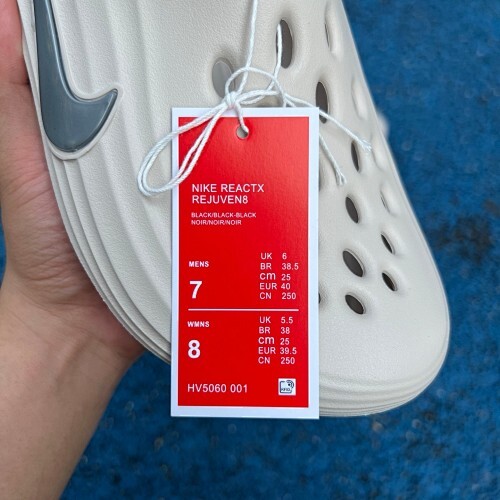 NIKE REACTX
REJUVEN8
BLACK/BLACK-BLACK
NOIR/NOIR/NOIR
MENS
7
UK 6
BR 38.5
cm 25
EUR 40
CN 250
WMNS
8
UK 5.5
BR 38
cm 25
EUR 39.5
CN 250
HV5060 001